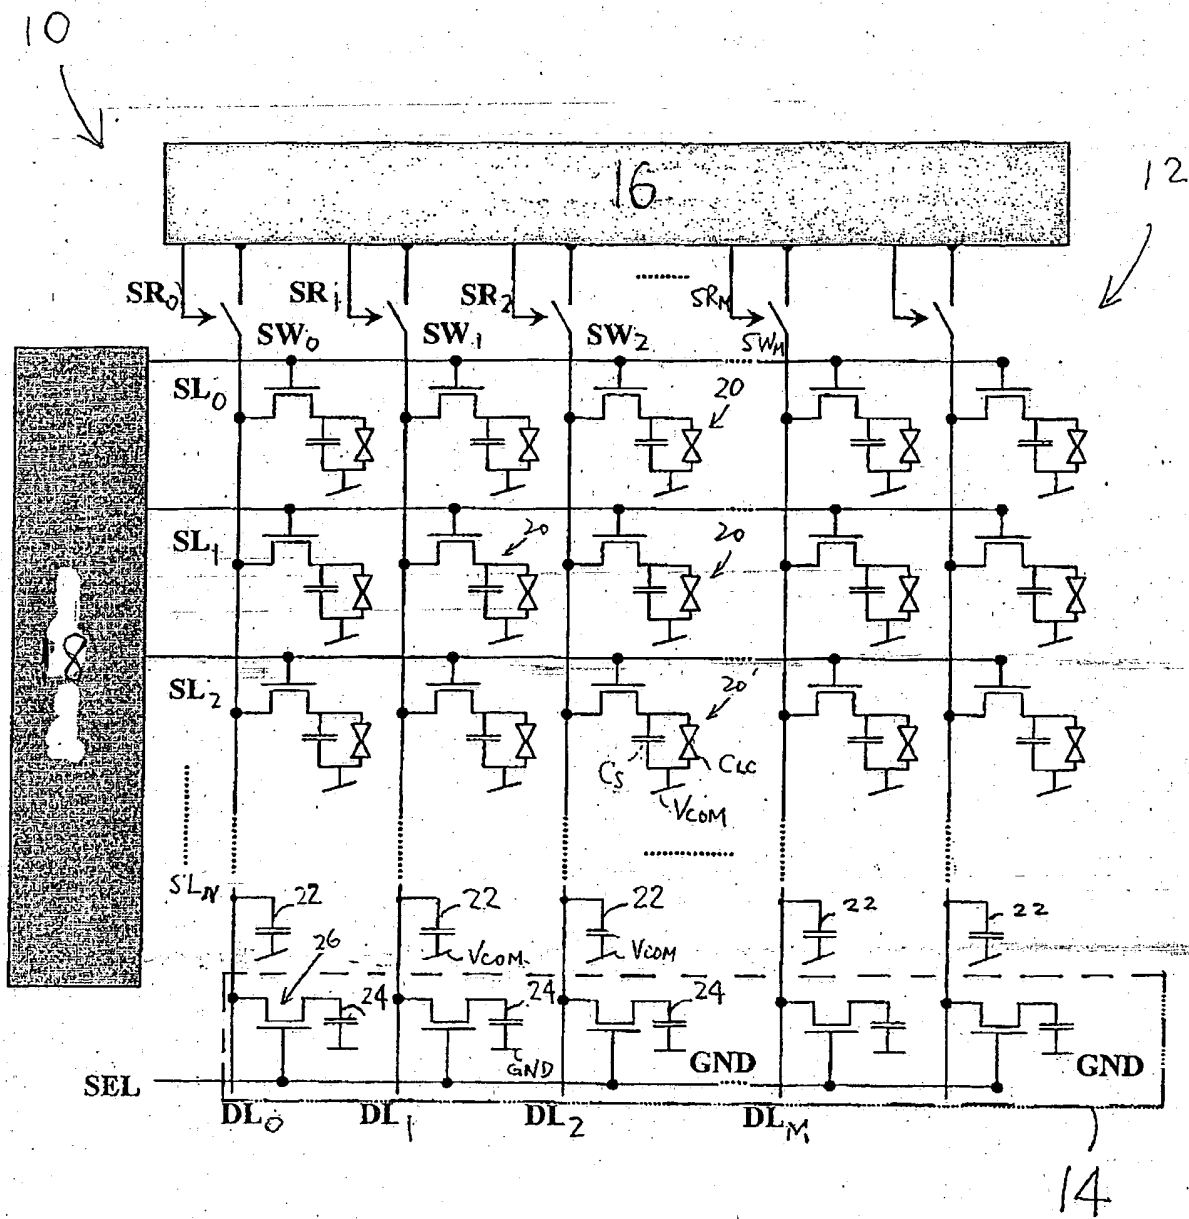 10
16
12
SR0 SR1 SR2 SRM
SW0 SW1 SW2 SWM
SL0 20
SL1 20 20
SL2 20
CS CLC
VCOM
SLN 22 22 22 22 22
VCOM VCOM
26
24 24 24
GND GND GND
18
SEL
DL0 DL1 DL2 DLM
14